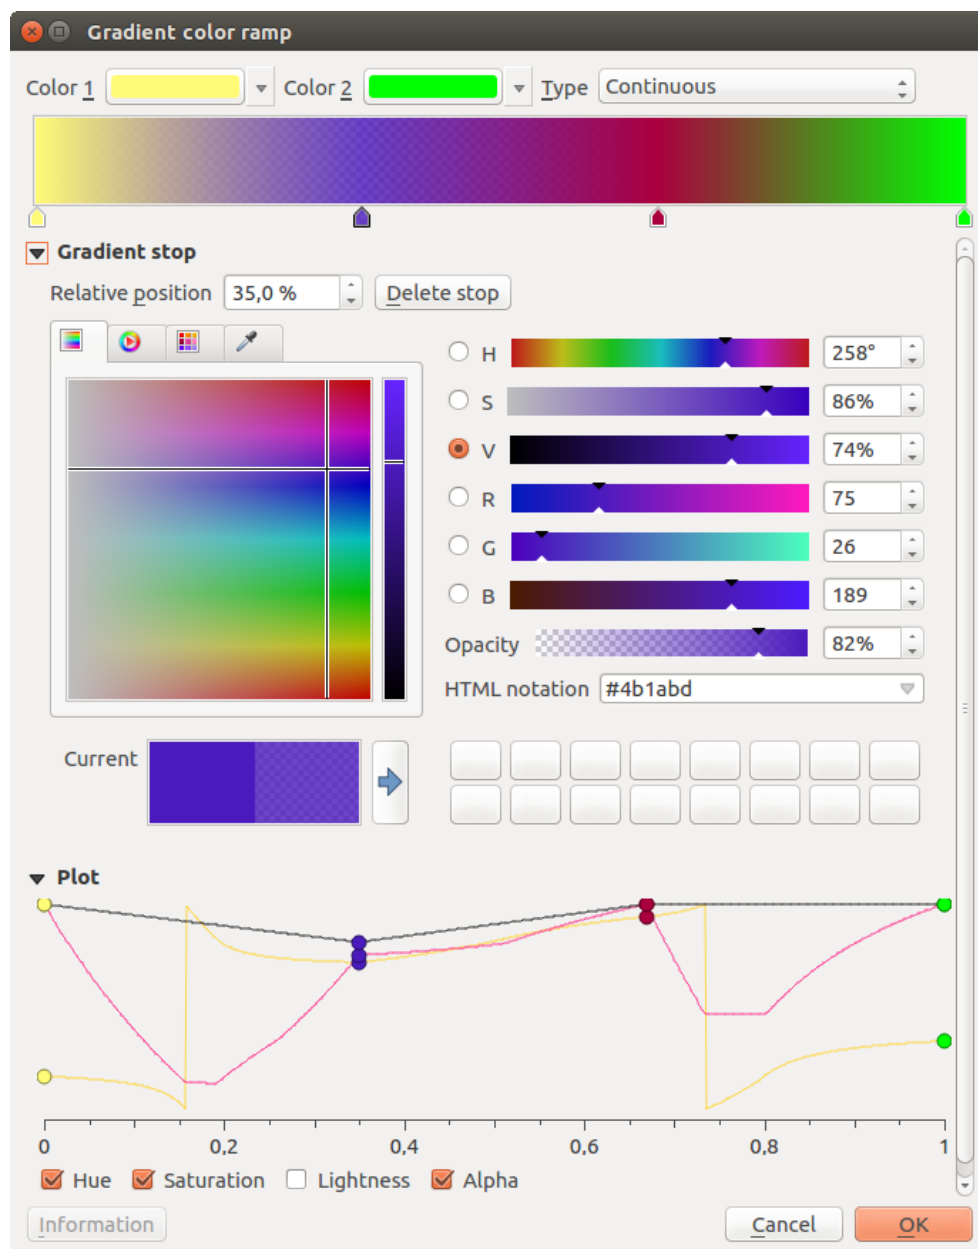 Gradient color ramp
Color 1 Color 2 Type Continuous
Gradient stop
Relative position 35,0 % Delete stop
H 258°
S 86%
V 74%
R 75
G 26
B 189
Opacity 82%
HTML notation #4b1abd
Current
Plot
0 0,2 0,4 0,6 0,8 1
Hue Saturation Lightness Alpha
Information Cancel OK